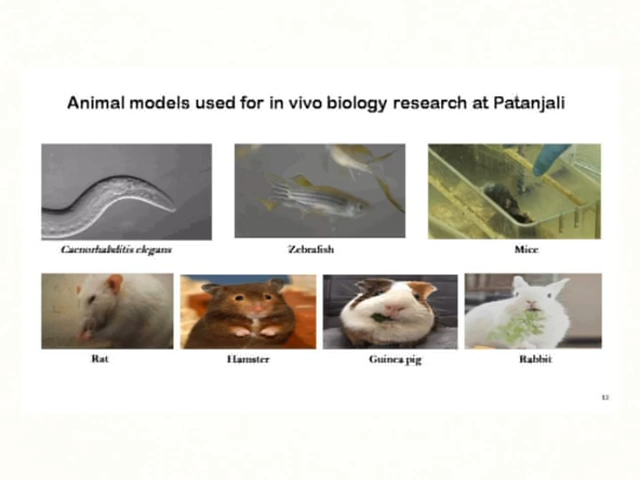 Animal models used for in vivo biology research at Patanjali
Caenorhabditis elegans
Zebrafish
Mice
Rat
Hamster
Guinea pig
Rabbit